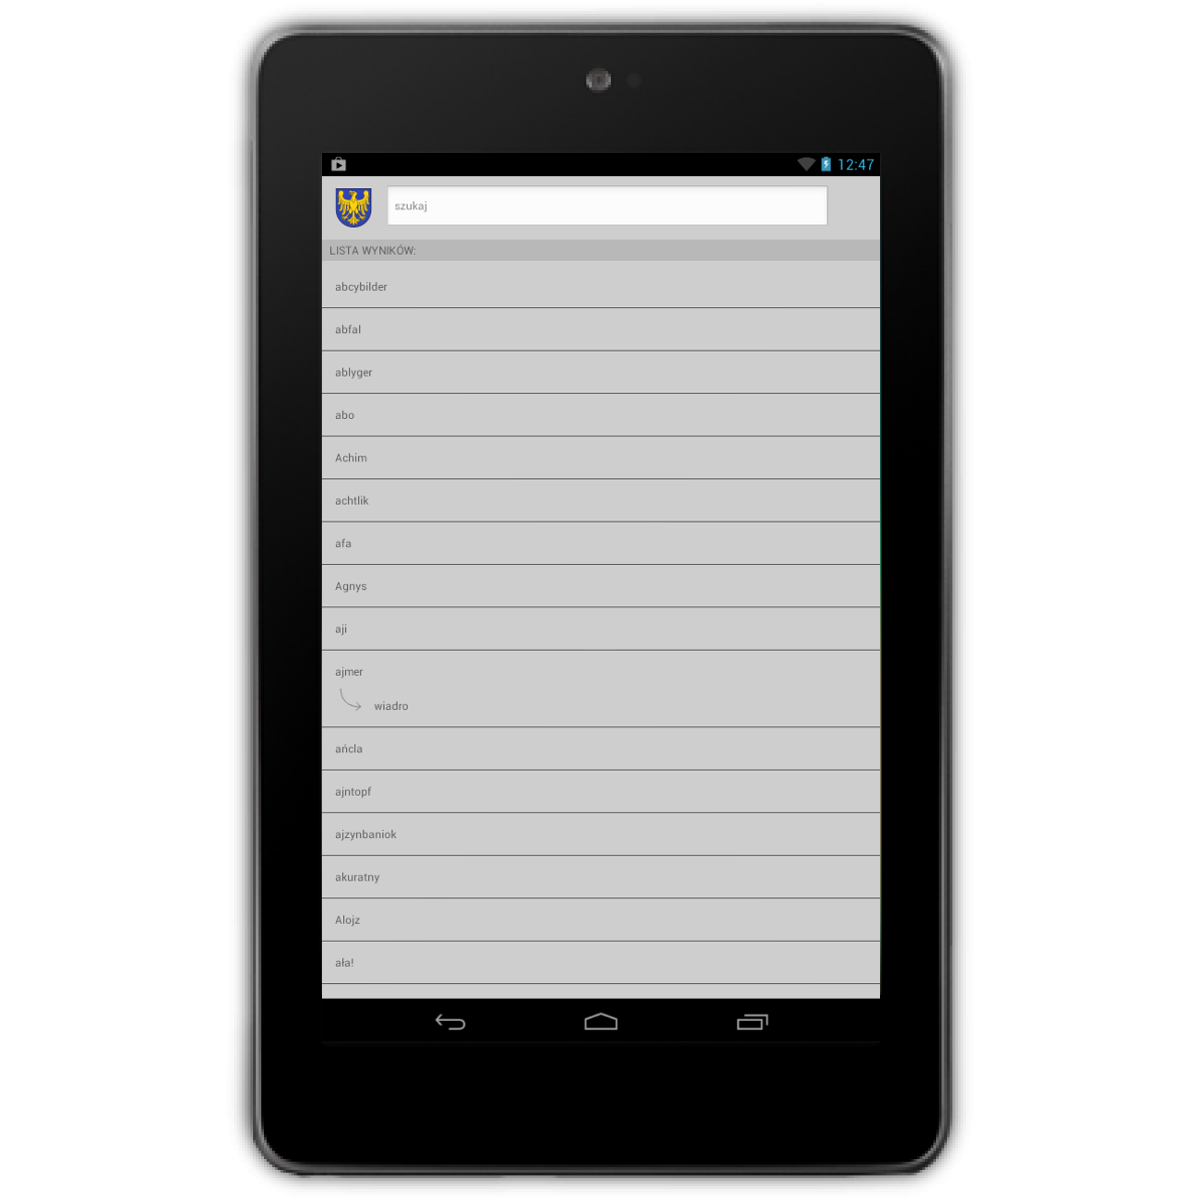 12:47
szukaj
LISTA WYNIKÓW:
abcybilder
abfal
ablyger
abo
Achim
achtlik
afa
Agnys
aji
ajmer
wiadro
ańcla
ajntopf
ajzynbaniok
akuratny
Alojz
ała!